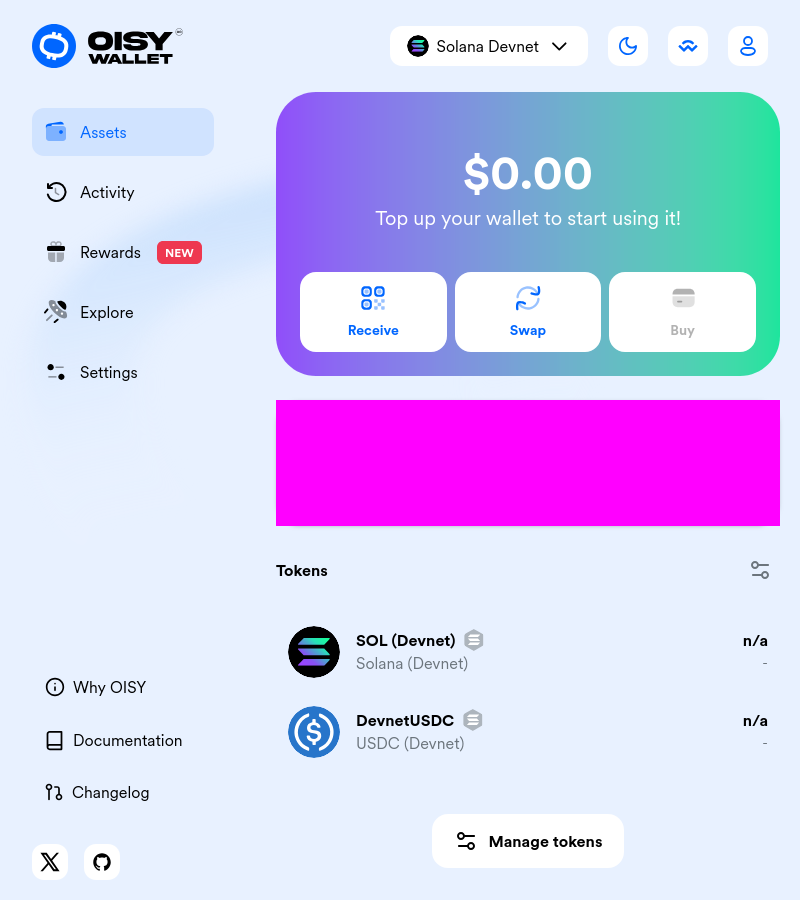 OISY
WALLET
Solana Devnet
Assets
Activity
Rewards NEW
Explore
Settings
$0.00
Top up your wallet to start using it!
Receive
Swap
Buy
Tokens
SOL (Devnet)
n/a
Solana (Devnet)
-
DevnetUSDC
n/a
USDC (Devnet)
-
Manage tokens
Why OISY
Documentation
Changelog